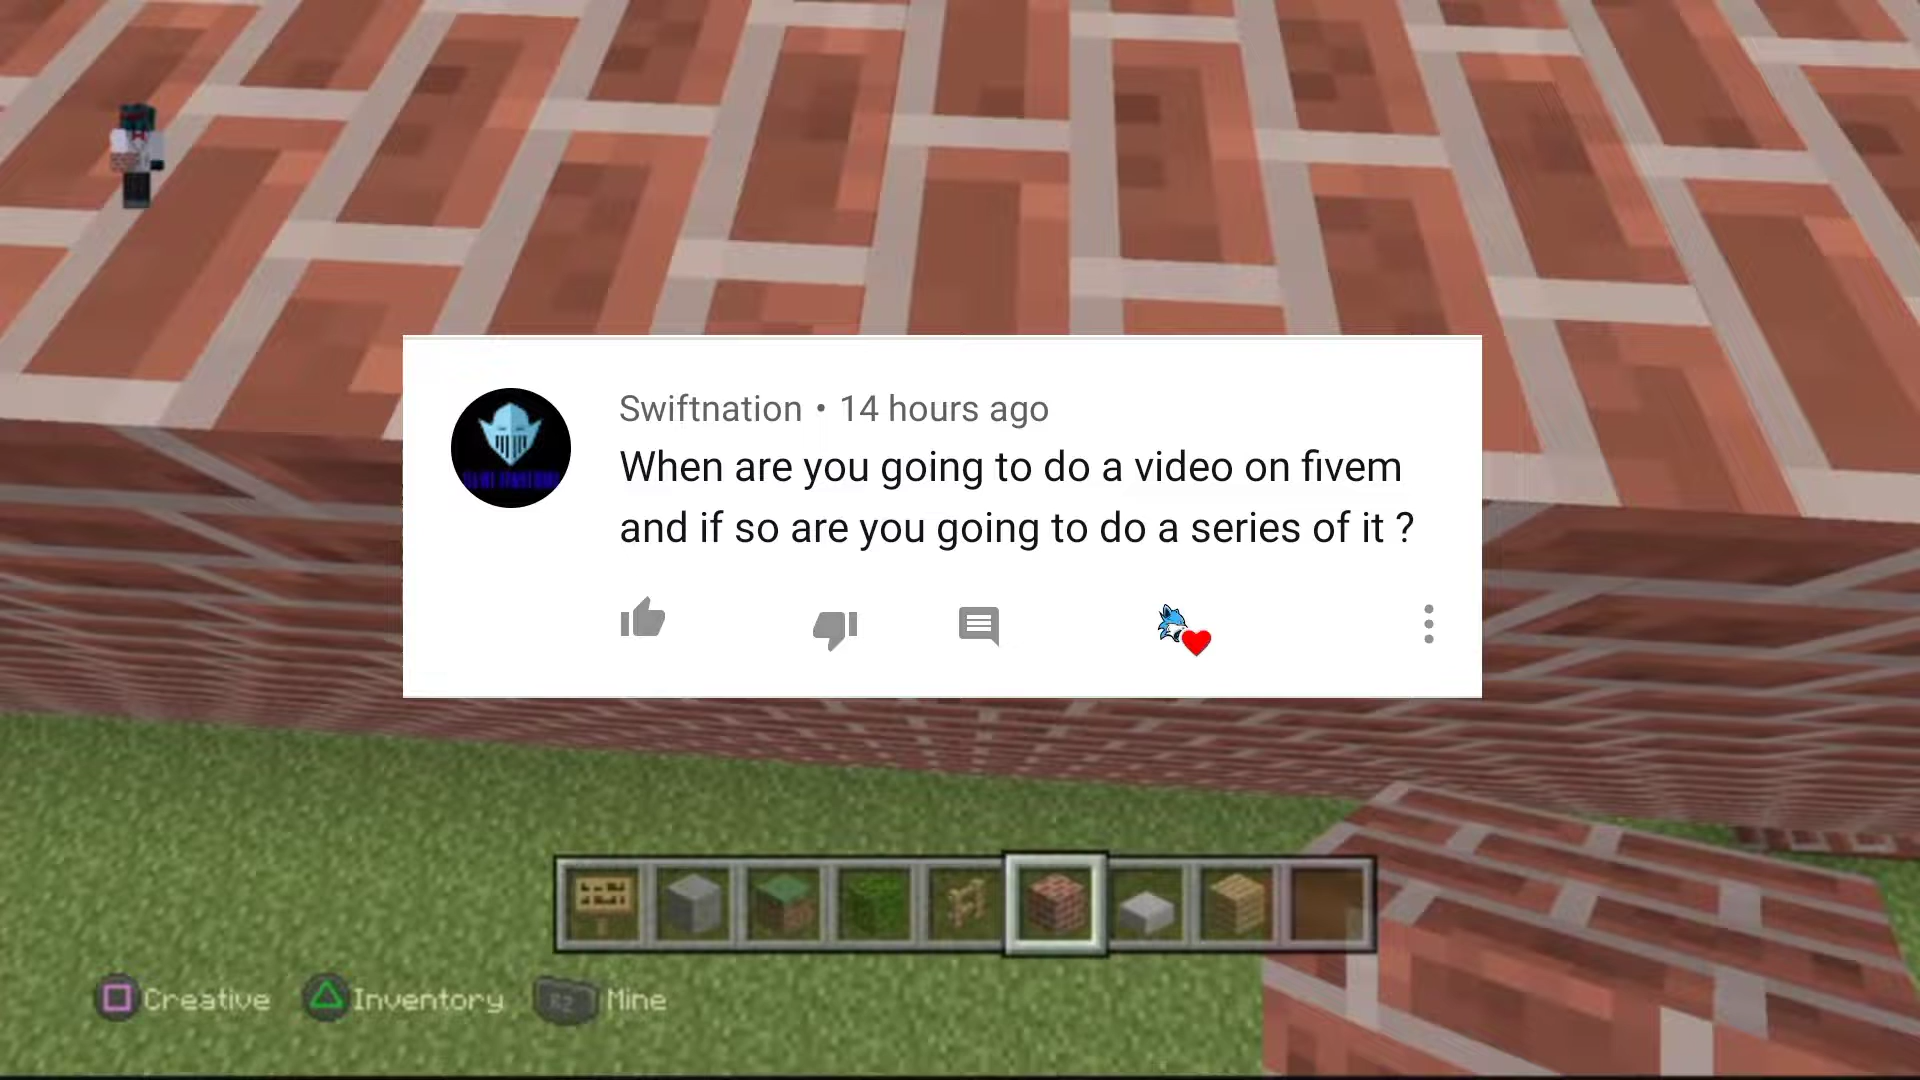 Swiftnation • 14 hours ago
When are you going to do a video on fivem
and if so are you going to do a series of it ?
Creative Inventory R2 Mine